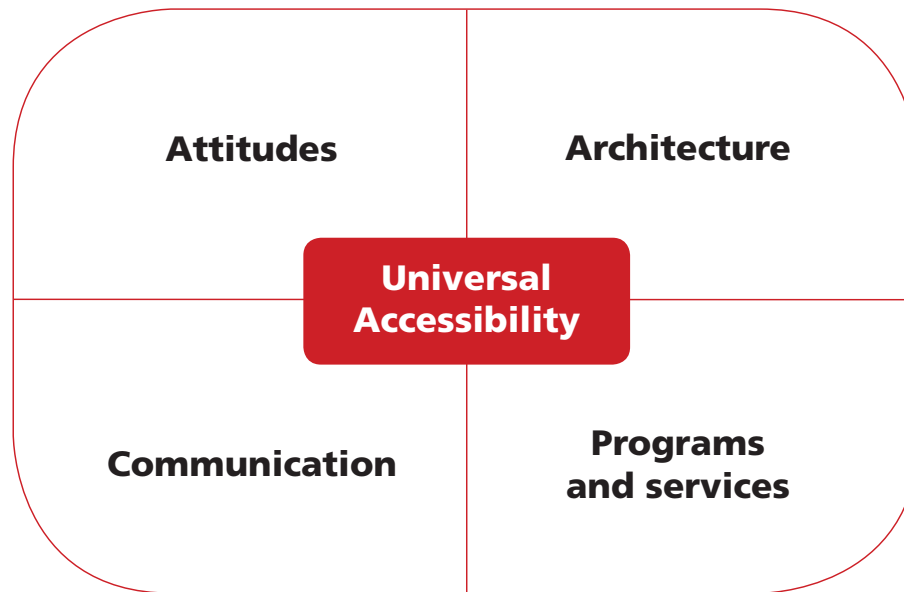 Attitudes
Architecture
Universal
Accessibility
Communication
Programs
and services